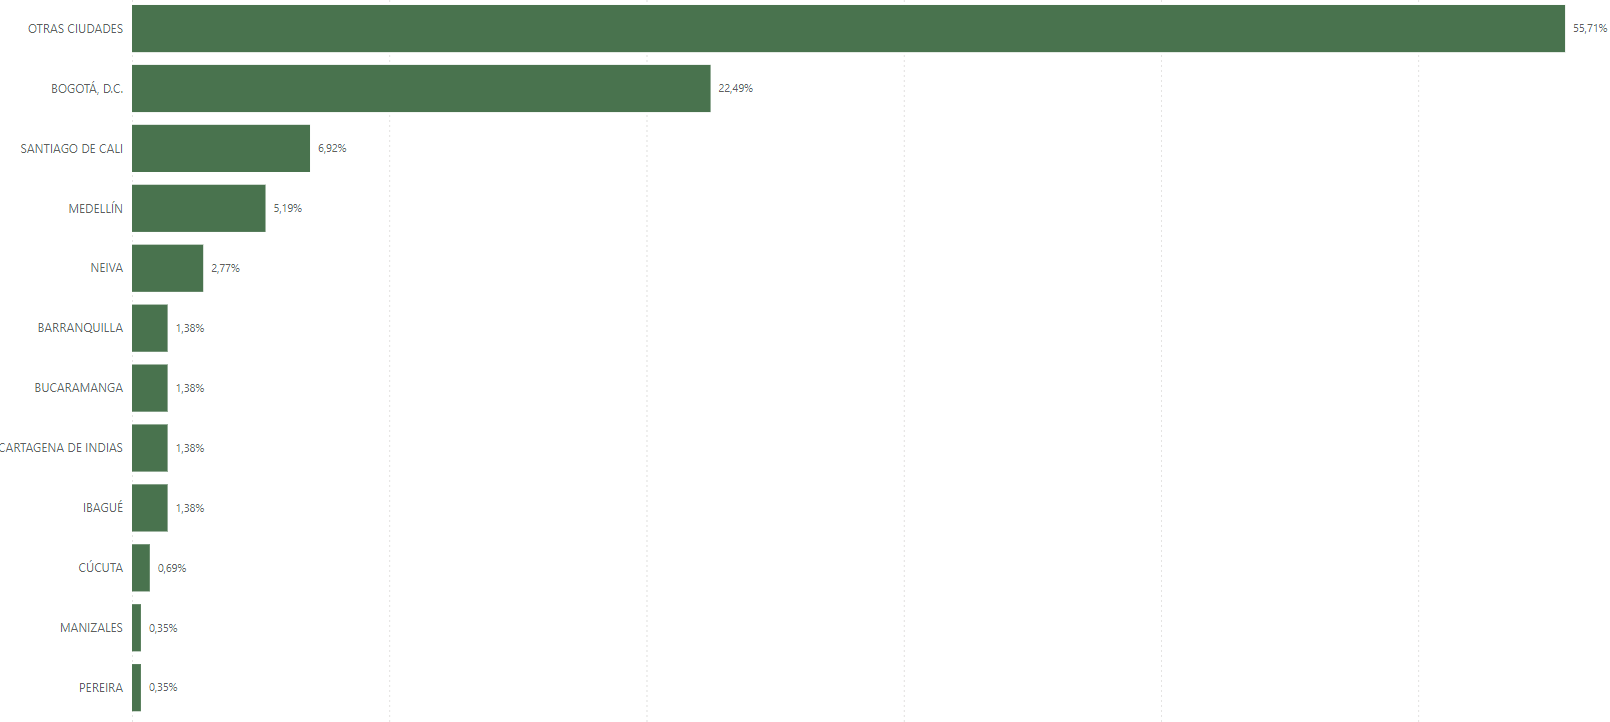 OTRAS CIUDADES 55,71%
BOGOTÁ, D.C. 22,49%
SANTIAGO DE CALI 6,92%
MEDELLÍN 5,19%
NEIVA 2,77%
BARRANQUILLA 1,38%
BUCARAMANGA 1,38%
CARTAGENA DE INDIAS 1,38%
IBAGUÉ 1,38%
CÚCUTA 0,69%
MANIZALES 0,35%
PEREIRA 0,35%